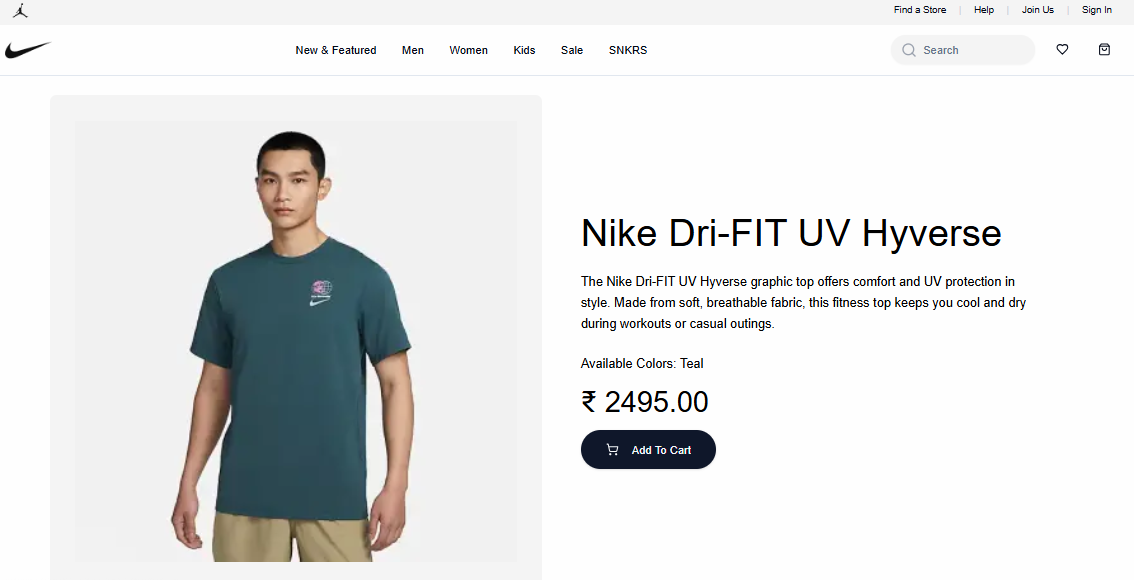 Find a Store
Help
Join Us
Sign In
New & Featured
Men
Women
Kids
Sale
SNKRS
Search
Nike Dri-FIT UV Hyverse
The Nike Dri-FIT UV Hyverse graphic top offers comfort and UV protection in
style. Made from soft, breathable fabric, this fitness top keeps you cool and dry
during workouts or casual outings.
Available Colors: Teal
₹ 2495.00
Add To Cart